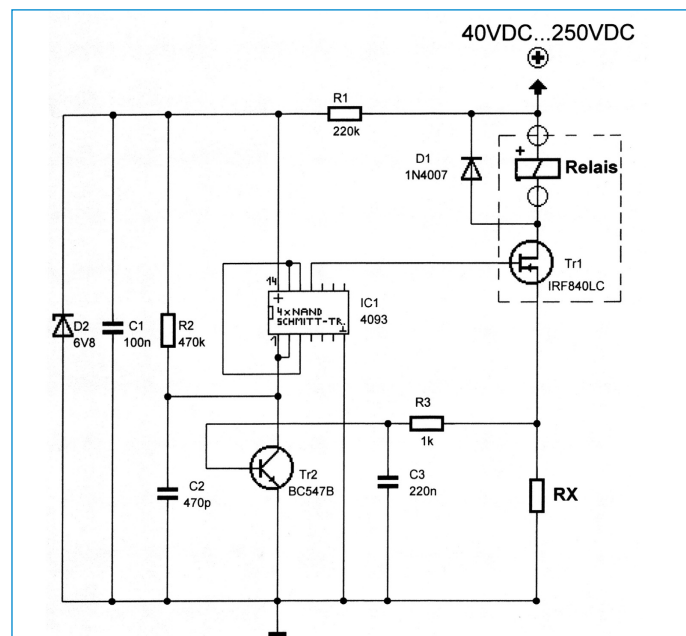 40VDC...250VDC
R1
220k
D1
1N4007
+
Relais
Tr1
IRF840LC
14
+
4xNAND
SCHMITT-TR.
1
IC1
4093
D2
6V8
C1
100n
R2
470k
R3
1k
Tr2
BC547B
C2
470p
C3
220n
RX